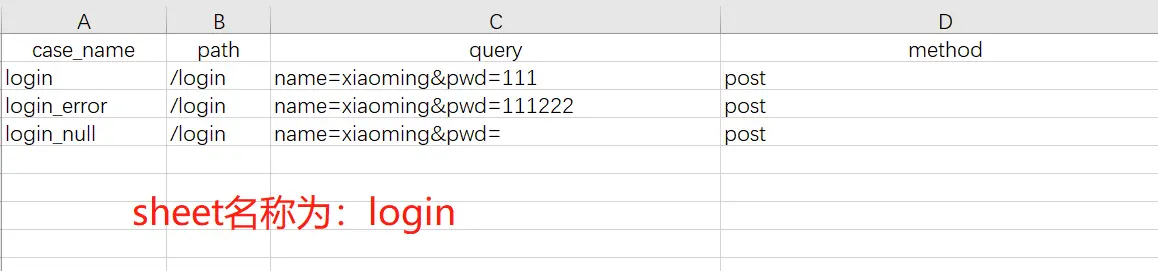 A B C D
case_name path query method
login /login name=xiaoming&pwd=111 post
login_error /login name=xiaoming&pwd=111222 post
login_null /login name=xiaoming&pwd= post
sheet名称为：login